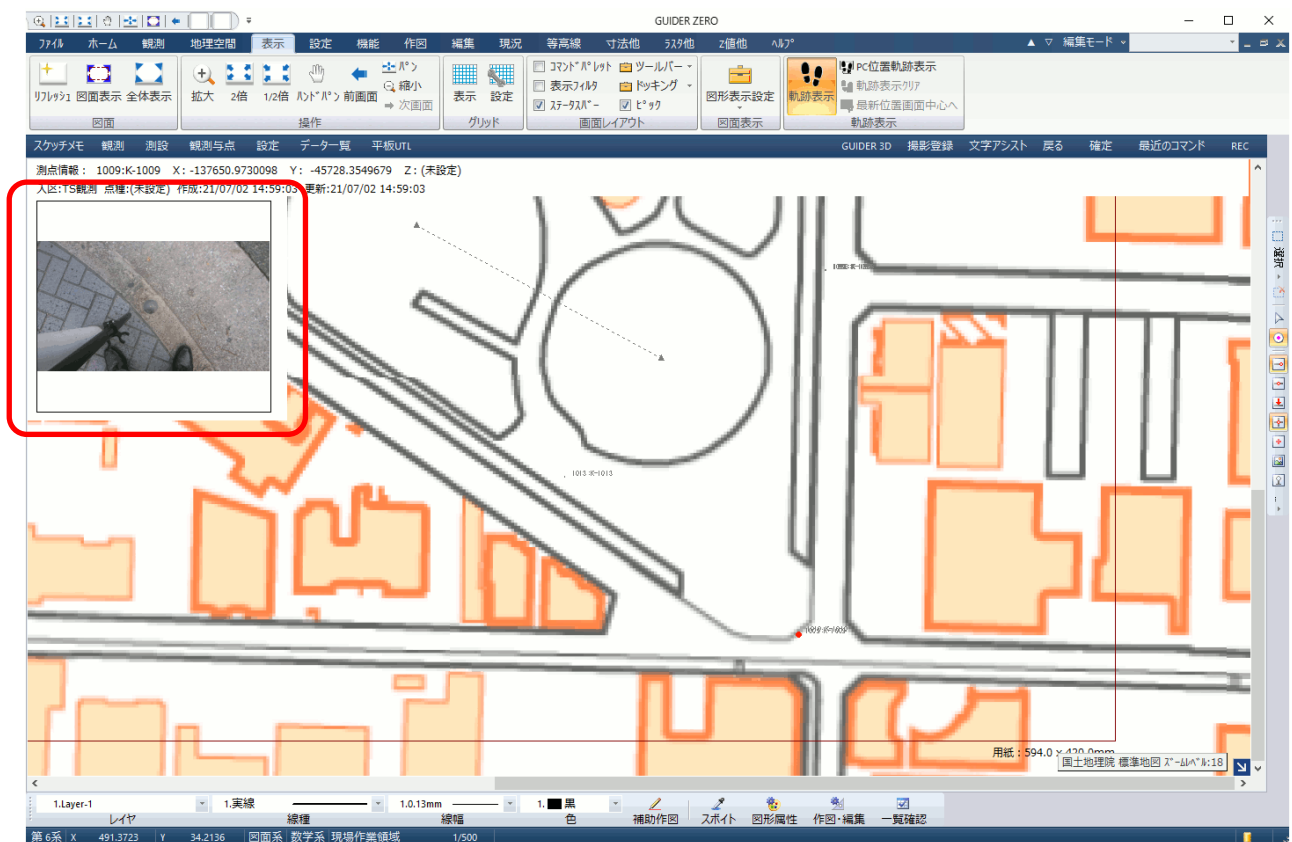 GUIDER ZERO
ﾌｧｲﾙ ホーム 観測 地理空間 表示 設定 機能 作図 編集 現況 等高線 寸法他 ﾗｽﾀ他 Z値他 ﾍﾙﾌﾟ 編集モード
ｺﾏﾝﾄﾞﾊﾟﾚｯﾄ ツールバー PC位置軌跡表示
ﾊﾟﾝ
縮小 表示ﾌｨﾙﾀ ﾄﾞｯｷﾝｸﾞ 軌跡表示ｸﾘｱ
ﾘﾌﾚｯｼｭ 図面表示 全体表示 拡大 2倍 1/2倍 ﾊﾝﾄﾞﾊﾟﾝ 前画面 次画面 表示 設定 ｽﾃｰﾀｽﾊﾞｰ ﾋﾟｯｸ 図形表示設定 軌跡表示 最新位置画面中心へ
図面 操作 グリッド 画面レイアウト 図面表示 軌跡表示
スケッチメモ 観測 測設 観測与点 設定 データ一覧 平板UTL GUIDER 3D 撮影登録 文字アシスト 戻る 確定 最近のコマンド REC
測点情報： 1009:K-1009 X：-137650.9730098 Y：-45728.3549679 Z：(未設定)
入区:TS観測 点種:(未設定) 作成:21/07/02 14:59:03 更新:21/07/02 14:59:03
選択
1013:K-1013
1009:K-1009
用紙：594.0 × 420.0mm
国土地理院 標準地図 ｽﾞｰﾑﾚﾍﾞﾙ:18
1.Layer-1 1.実線 1.0.13mm 1. 黒
レイヤ 線種 線幅 色 補助作図 スポイト 図形属性 作図・編集 一覧確認
第 6系 X 491.3723 Y 34.2136 図面系 数学系 現場作業領域 1/500